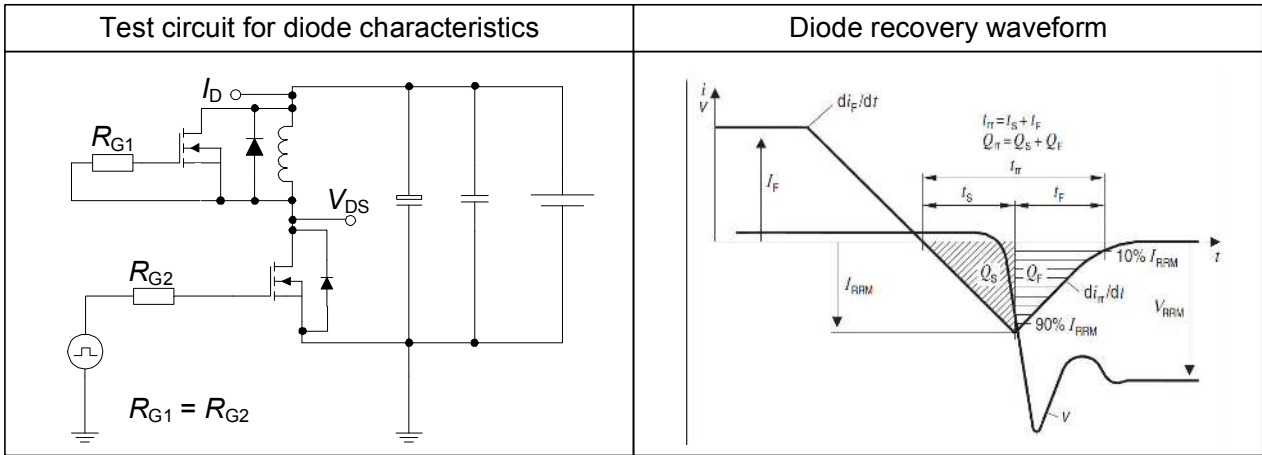 Test circuit for diode characteristics
Diode recovery waveform
I_D
R_G1
V_DS
R_G2
R_G1 = R_G2
i
V
di_F/dt
t_rr=t_S+t_F
Q_rr=Q_S+Q_F
t_rr
t_S
t_F
I_F
t
Q_S
Q_F
10% I_RRM
I_RRM
di_rr/dt
V_RRM
90% I_RRM
V